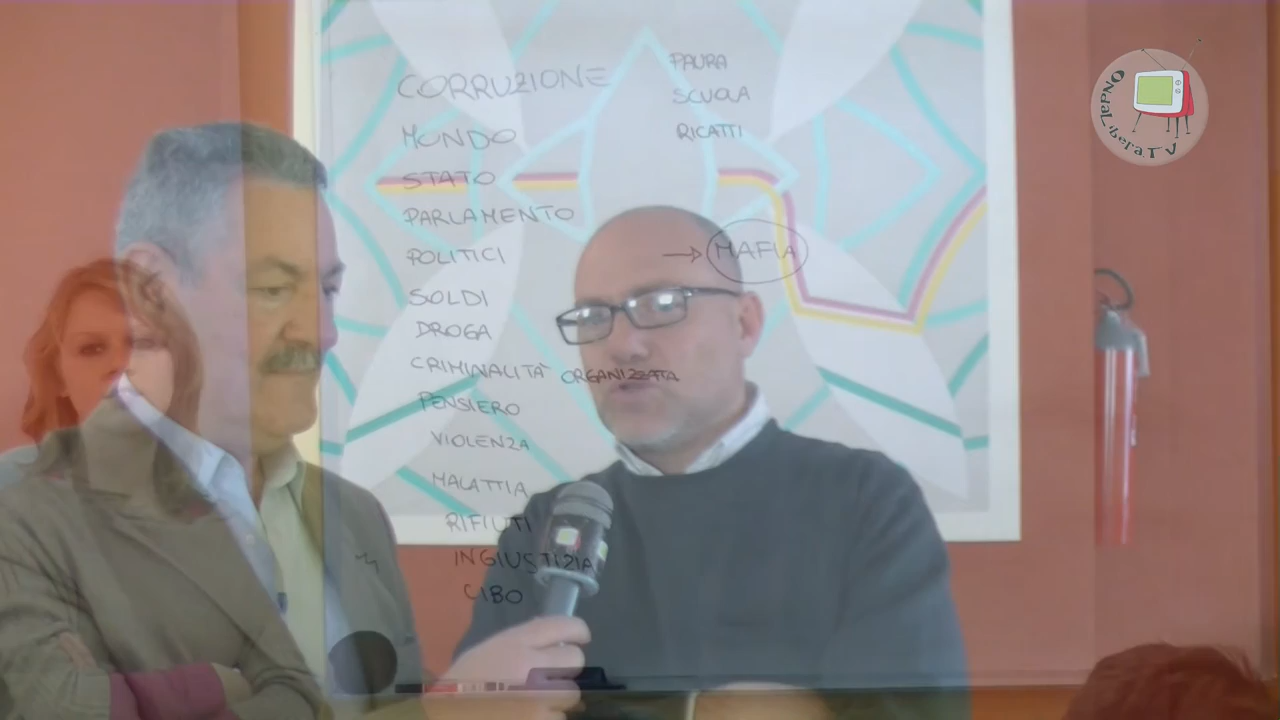 CORRUZIONE
MONDO
STATO
PARLAMENTO
POLITICI
SOLDI
DROGA
CRIMINALITÀ ORGANIZZATA
PENSIERO
VIOLENZA
MALATTIA
RIFIUTI
INGIUSTIZIA
CIBO
PAURA
SCUOLA
RICATTI
→ MAFIA
OndaLiberaTV